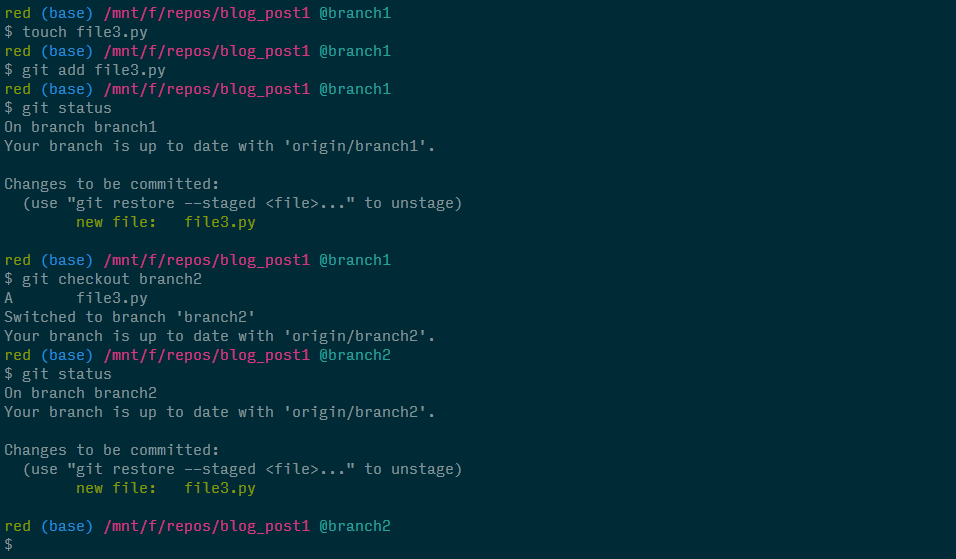 red (base) /mnt/f/repos/blog_post1 @branch1
$ touch file3.py
red (base) /mnt/f/repos/blog_post1 @branch1
$ git add file3.py
red (base) /mnt/f/repos/blog_post1 @branch1
$ git status
On branch branch1
Your branch is up to date with 'origin/branch1'.

Changes to be committed:
  (use "git restore --staged <file>..." to unstage)
        new file:   file3.py

red (base) /mnt/f/repos/blog_post1 @branch1
$ git checkout branch2
A       file3.py
Switched to branch 'branch2'
Your branch is up to date with 'origin/branch2'.
red (base) /mnt/f/repos/blog_post1 @branch2
$ git status
On branch branch2
Your branch is up to date with 'origin/branch2'.

Changes to be committed:
  (use "git restore --staged <file>..." to unstage)
        new file:   file3.py

red (base) /mnt/f/repos/blog_post1 @branch2
$